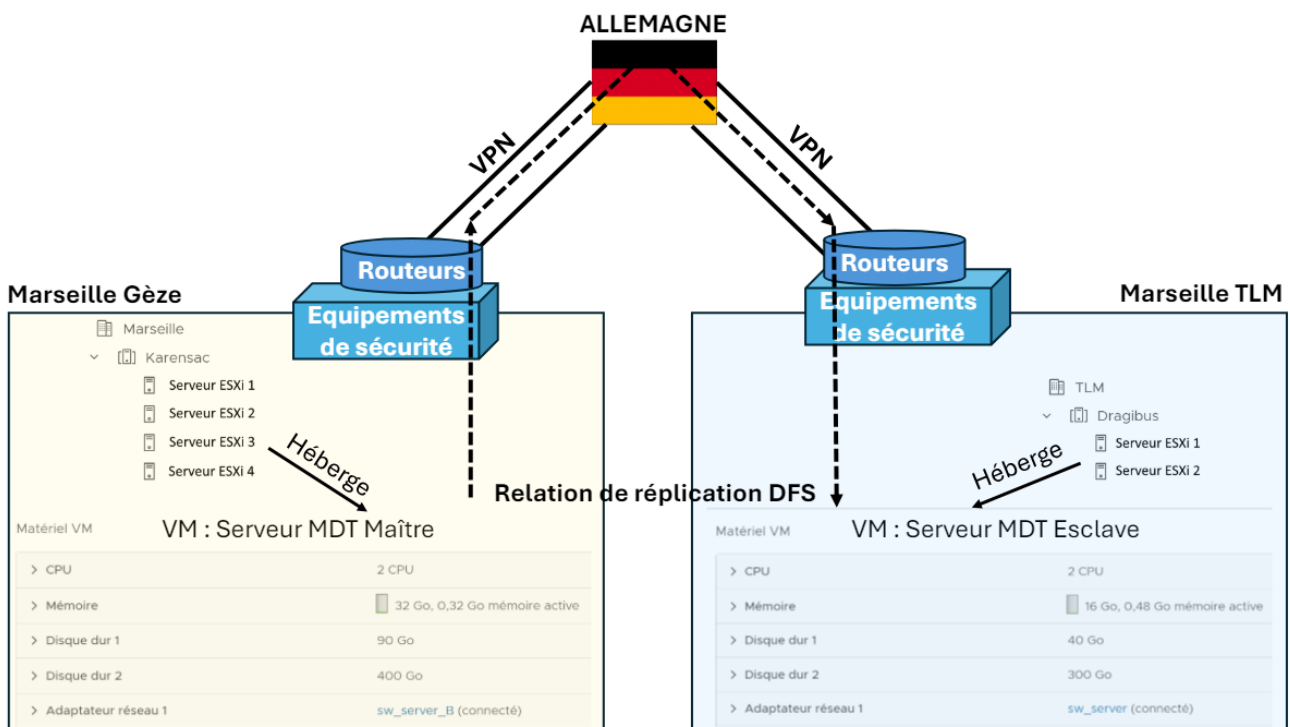 ALLEMAGNE
VPN
VPN
Routeurs
Equipements
de sécurité
Routeurs
Equipements
de sécurité
Marseille Gèze
Marseille
Karensac
Serveur ESXi 1
Serveur ESXi 2
Serveur ESXi 3
Serveur ESXi 4
Héberge
Marseille TLM
TLM
Dragibus
Serveur ESXi 1
Serveur ESXi 2
Héberge
Relation de réplication DFS
Matériel VM
VM : Serveur MDT Maître
CPU 2 CPU
Mémoire 32 Go, 0,32 Go mémoire active
Disque dur 1 90 Go
Disque dur 2 400 Go
Adaptateur réseau 1 sw_server_B (connecté)
Matériel VM
VM : Serveur MDT Esclave
CPU 2 CPU
Mémoire 16 Go, 0,48 Go mémoire active
Disque dur 1 40 Go
Disque dur 2 300 Go
Adaptateur réseau 1 sw_server (connecté)